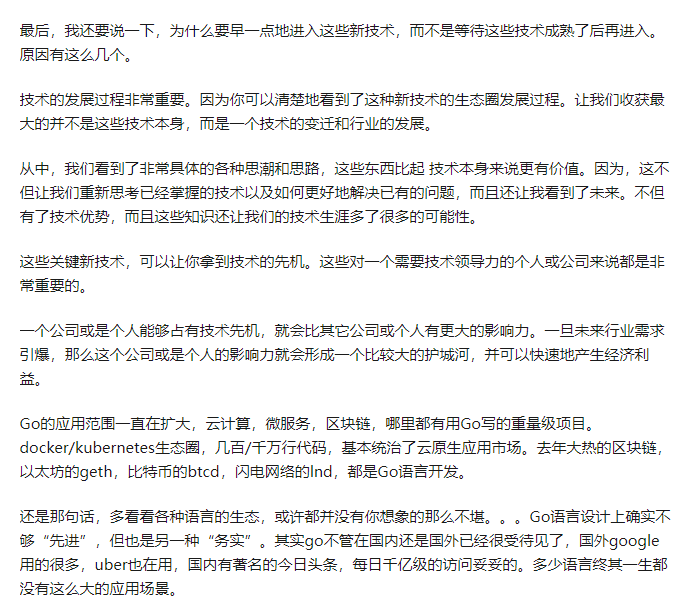 最后，我还要说一下，为什么要早一点地进入这些新技术，而不是等待这些技术成熟了后再进入。
原因有这么几个。
技术的发展过程非常重要。因为你可以清楚地看到了这种新技术的生态圈发展过程。让我们收获最
大的并不是这些技术本身，而是一个技术的变迁和行业的发展。
从中，我们看到了非常具体的各种思潮和思路，这些东西比起 技术本身来说更有价值。因为，这不
但让我们重新思考已经掌握的技术以及如何更好地解决已有的问题，而且还让我看到了未来。不但
有了技术优势，而且这些知识还让我们的技术生涯多了很多的可能性。
这些关键新技术，可以让你拿到技术的先机。这些对一个需要技术领导力的个人或公司来说都是非
常重要的。
一个公司或是个人能够占有技术先机，就会比其它公司或个人有更大的影响力。一旦未来行业需求
引爆，那么这个公司或是个人的影响力就会形成一个比较大的护城河，并可以快速地产生经济利
益。
Go的应用范围一直在扩大，云计算，微服务，区块链，哪里都有用Go写的重量级项目。
docker/kubernetes生态圈，几百/千万行代码，基本统治了云原生应用市场。去年大热的区块链，
以太坊的geth，比特币的btcd，闪电网络的lnd，都是Go语言开发。
还是那句话，多看看各种语言的生态，或许都并没有你想象的那么不堪。。。Go语言设计上确实不
够“先进”，但也是另一种“务实”。其实go不管在国内还是国外已经很受待见了，国外google
用的很多，uber也在用，国内有著名的今日头条，每日千亿级的访问妥妥的。多少语言终其一生都
没有这么大的应用场景。